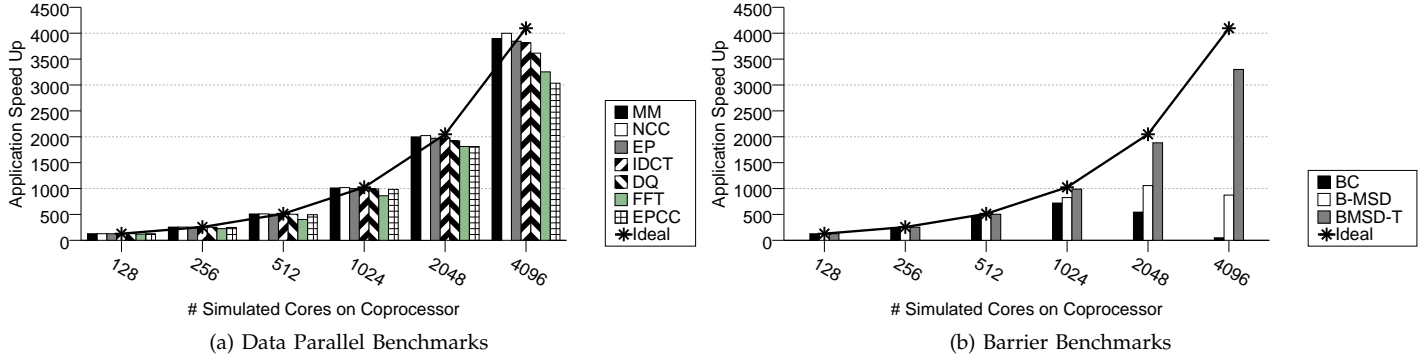 4500
4000
3500
3000
2500
2000
1500
1000
500
0
Application Speed Up
128
256
512
1024
2048
4096
# Simulated Cores on Coprocessor
MM
NCC
EP
IDCT
DQ
FFT
EPCC
Ideal
(a) Data Parallel Benchmarks
4500
4000
3500
3000
2500
2000
1500
1000
500
0
Application Speed Up
128
256
512
1024
2048
4096
# Simulated Cores on Coprocessor
BC
B-MSD
BMSD-T
Ideal
(b) Barrier Benchmarks